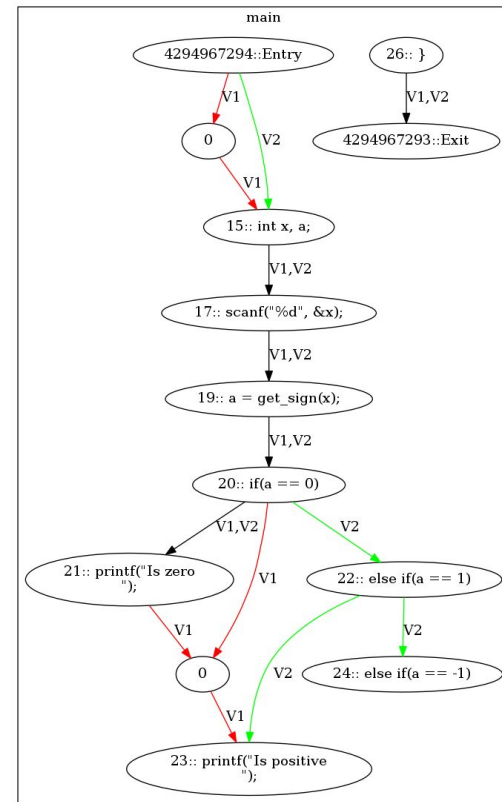 main
4294967294::Entry
26:: }
V1
V2
V1,V2
0
4294967293::Exit
V1
15:: int x, a;
V1,V2
17:: scanf("%d", &x);
V1,V2
19:: a = get_sign(x);
V1,V2
20:: if(a == 0)
V1,V2
V1
V2
21:: printf("Is zero
");
22:: else if(a == 1)
V1
V2
V2
0
24:: else if(a == -1)
V1
23:: printf("Is positive
");